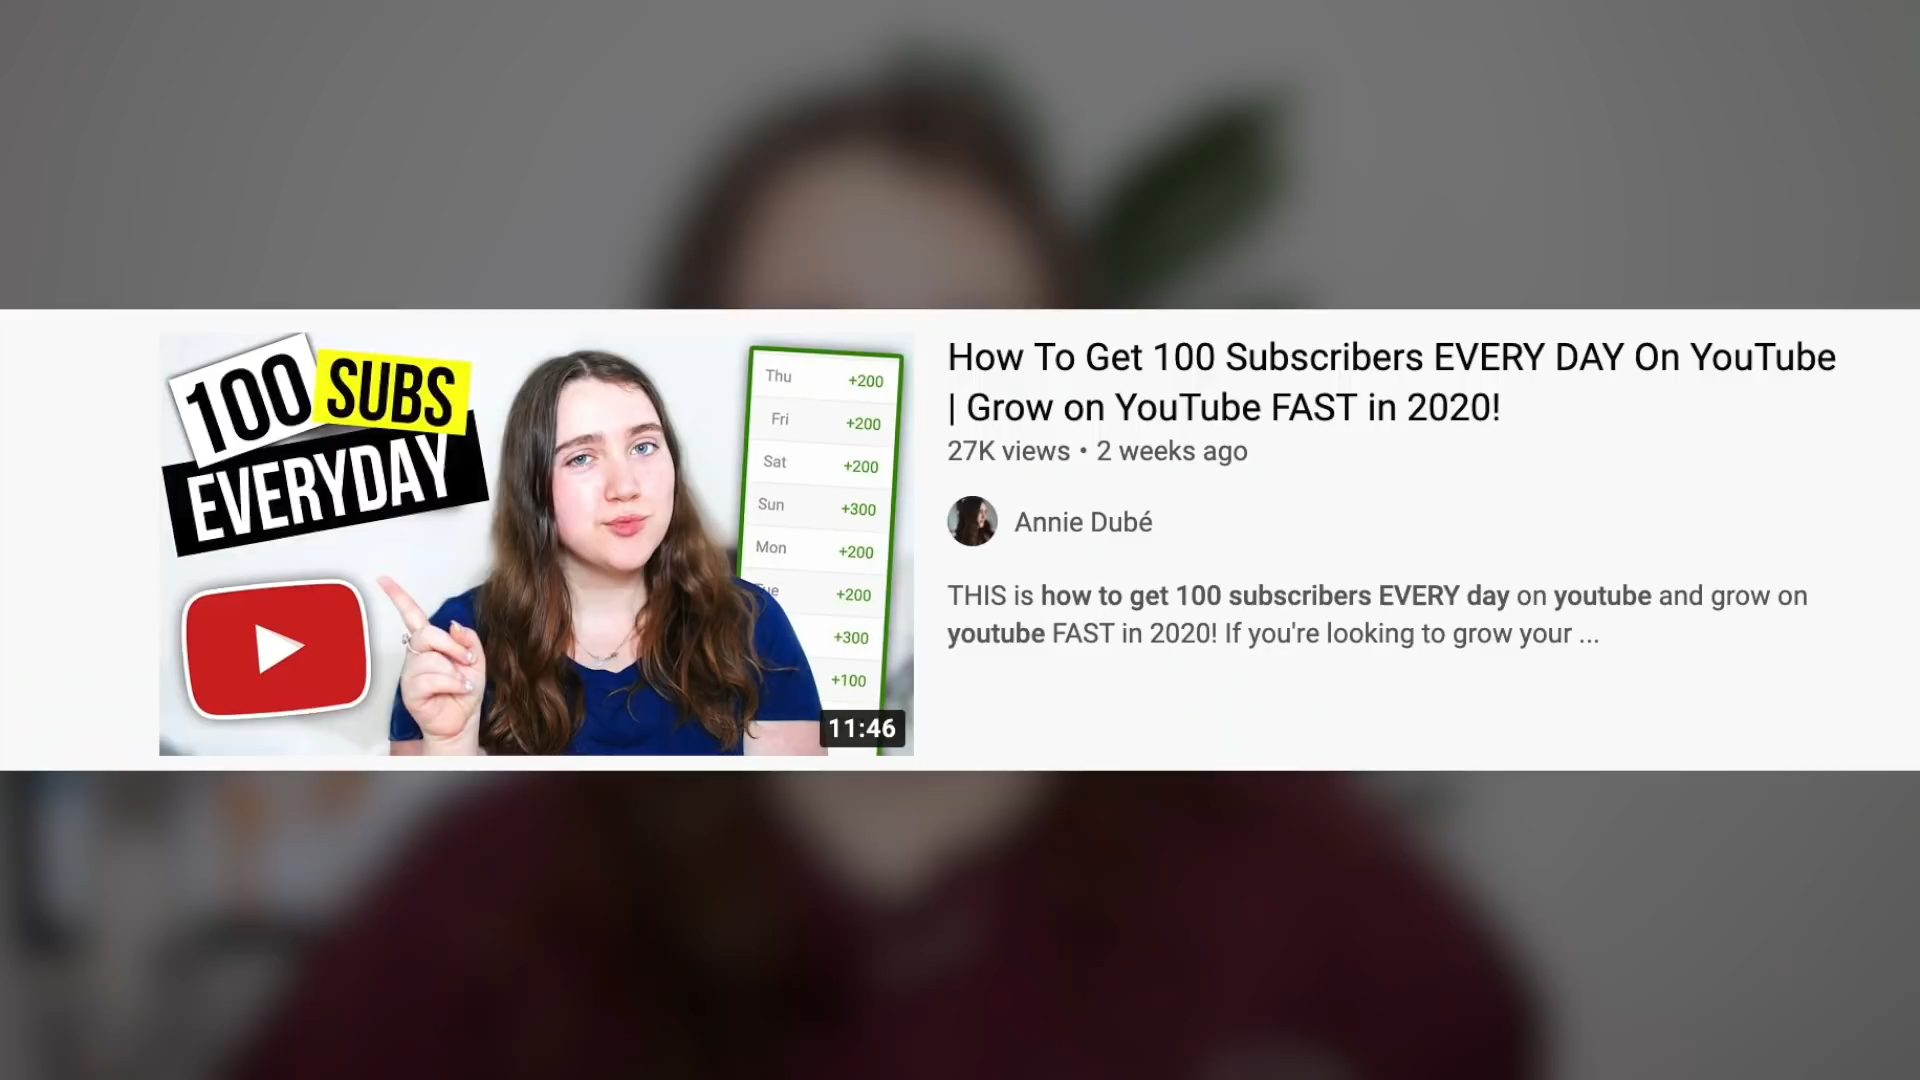 100 SUBS
EVERYDAY
Thu +200
Fri +200
Sat +200
Sun +300
Mon +200
Tue +200
+300
+100
11:46
How To Get 100 Subscribers EVERY DAY On YouTube
| Grow on YouTube FAST in 2020!
27K views • 2 weeks ago
Annie Dubé
THIS is how to get 100 subscribers EVERY day on youtube and grow on
youtube FAST in 2020! If you're looking to grow your ...